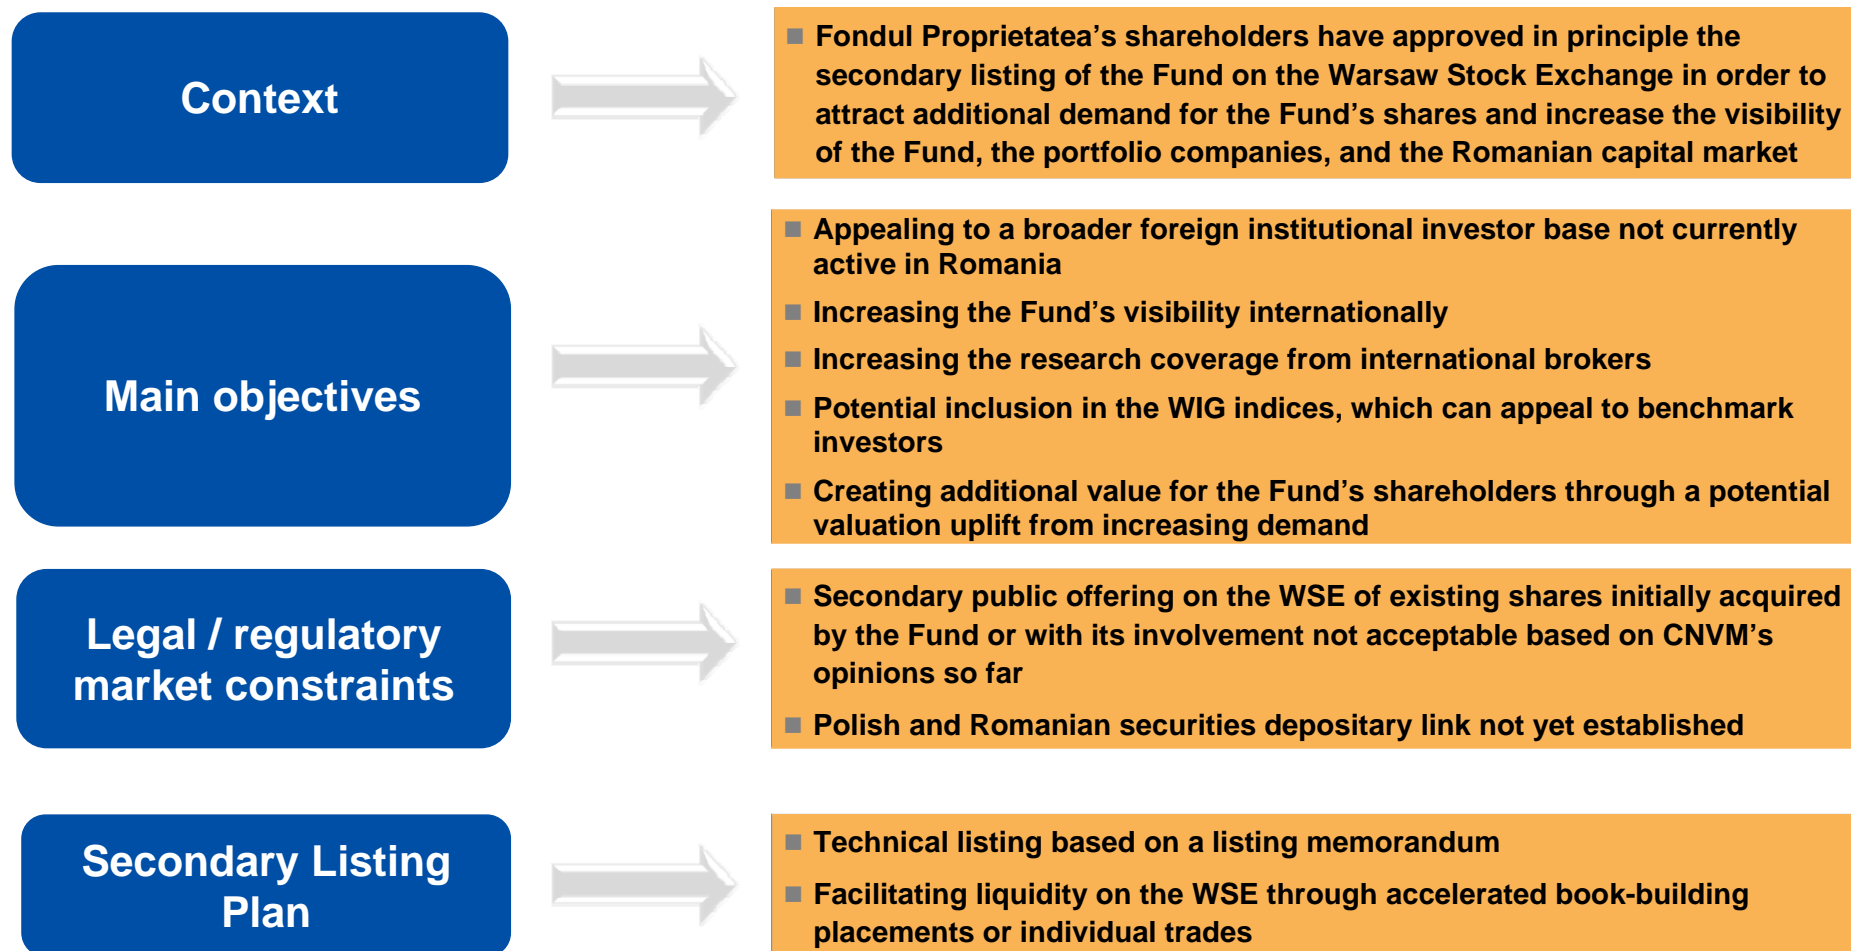 Context
■ Fondul Proprietatea’s shareholders have approved in principle the
secondary listing of the Fund on the Warsaw Stock Exchange in order to
attract additional demand for the Fund’s shares and increase the visibility
of the Fund, the portfolio companies, and the Romanian capital market
Main objectives
■ Appealing to a broader foreign institutional investor base not currently
active in Romania
■ Increasing the Fund’s visibility internationally
■ Increasing the research coverage from international brokers
■ Potential inclusion in the WIG indices, which can appeal to benchmark
investors
■ Creating additional value for the Fund’s shareholders through a potential
valuation uplift from increasing demand
Legal / regulatory
market constraints
■ Secondary public offering on the WSE of existing shares initially acquired
by the Fund or with its involvement not acceptable based on CNVM’s
opinions so far
■ Polish and Romanian securities depositary link not yet established
Secondary Listing
Plan
■ Technical listing based on a listing memorandum
■ Facilitating liquidity on the WSE through accelerated book-building
placements or individual trades